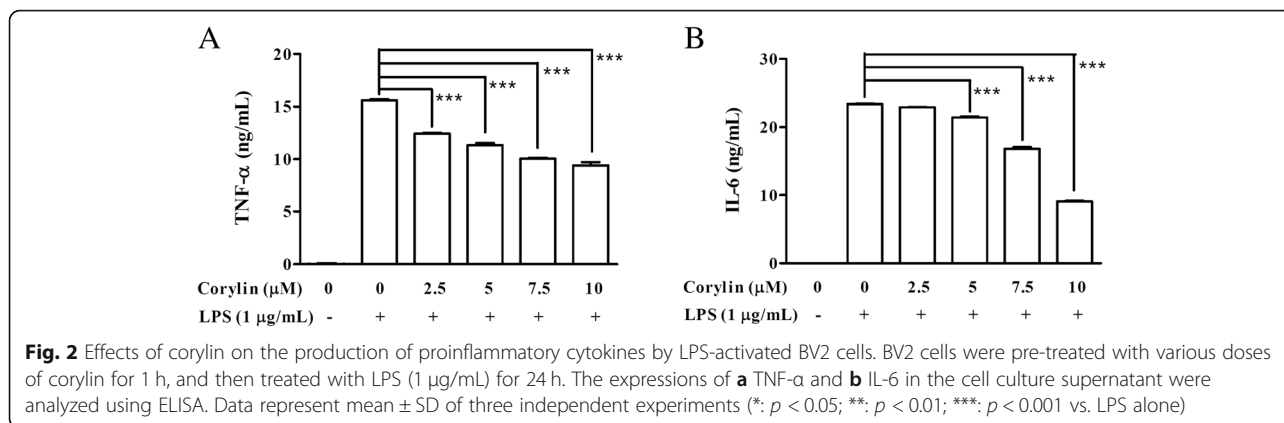 A
20
15
10
5
0
TNF-α (ng/mL)
***
***
***
***
Corylin (μM) 0 0 2.5 5 7.5 10
LPS (1 μg/mL) - + + + + +
B
30
20
10
0
IL-6 (ng/mL)
***
***
***
Corylin (μM) 0 0 2.5 5 7.5 10
LPS (1 μg/mL) - + + + + +
Fig. 2 Effects of corylin on the production of proinflammatory cytokines by LPS-activated BV2 cells. BV2 cells were pre-treated with various doses
of corylin for 1 h, and then treated with LPS (1 μg/mL) for 24 h. The expressions of a TNF-α and b IL-6 in the cell culture supernatant were
analyzed using ELISA. Data represent mean ± SD of three independent experiments (*: p < 0.05; **: p < 0.01; ***: p < 0.001 vs. LPS alone)